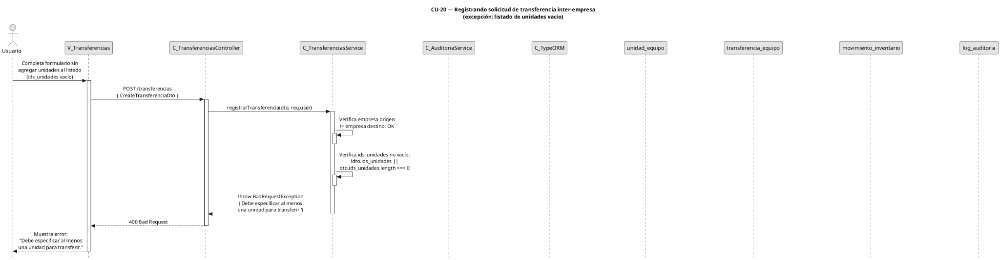 CU-20 — Registrando solicitud de transferencia inter-empresa
(excepción: listado de unidades vacío)
Usuario
V_Transferencias
C_TransferenciasController
C_TransferenciasService
C_AuditoriaService
C_TypeORM
unidad_equipo
transferencia_equipo
movimiento_inventario
log_auditoria
Completa formulario sin
agregar unidades al listado
(ids_unidades vacío)
POST /transferencias
{ CreateTransferenciaDto }
registrarTransferencia(dto, req.user)
Verifica empresa origen
!= empresa destino: OK
Verifica ids_unidades no vacío:
!dto.ids_unidades ||
dto.ids_unidades.length === 0
throw BadRequestException
('Debe especificar al menos
una unidad para transferir.')
400 Bad Request
Muestra error:
"Debe especificar al menos
una unidad para transferir."